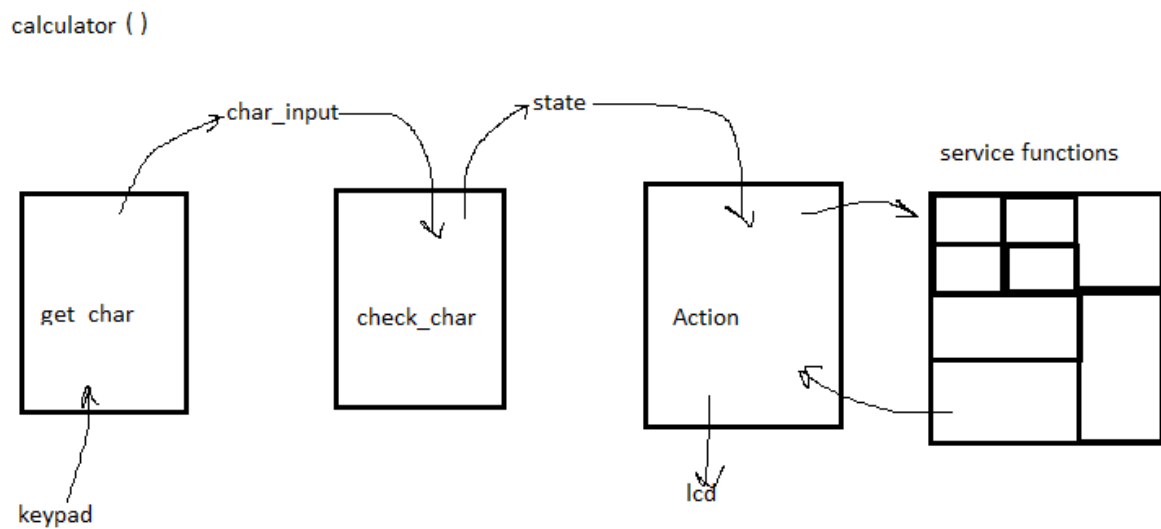 calculator ()
char_input
state
service functions
get char
check_char
Action
lcd
keypad